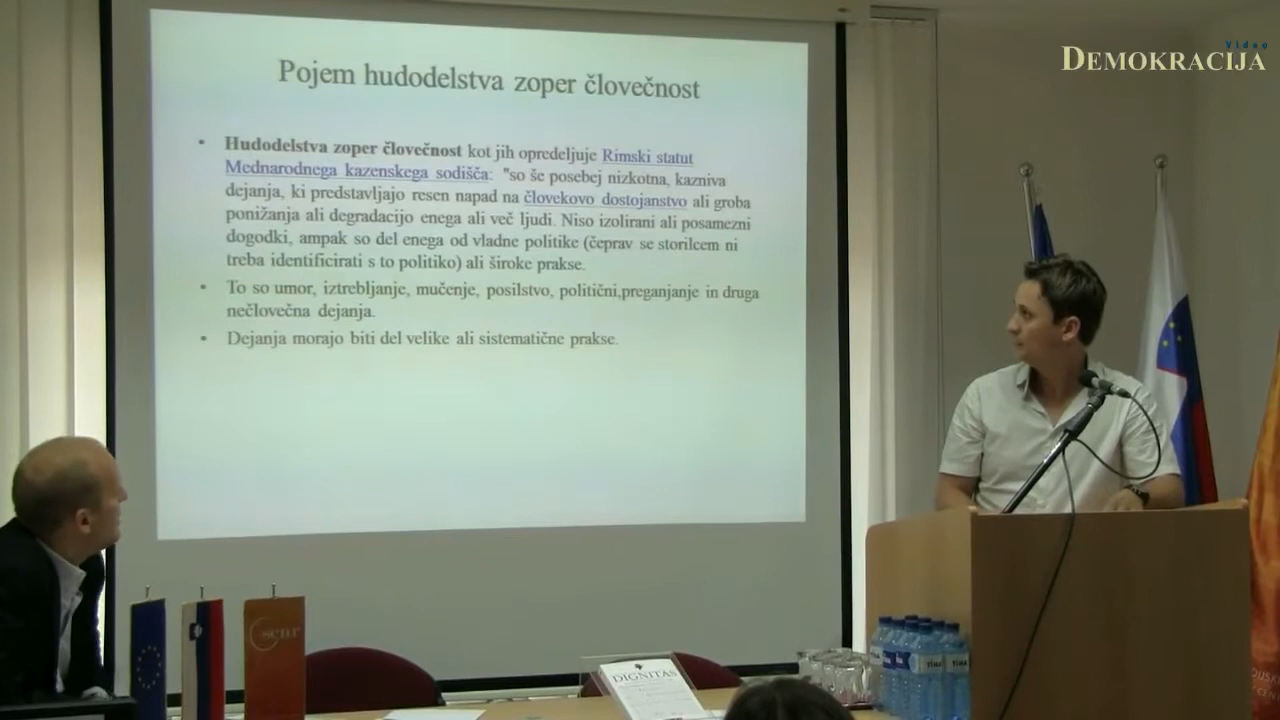 Video
DEMOKRACIJA
Pojem hudodelstva zoper človečnost
• Hudodelstva zoper človečnost kot jih opredeljuje Rimski statut
Mednarodnega kazenskega sodišča: "so še posebej nizkotna, kazniva
dejanja, ki predstavljajo resen napad na človekovo dostojanstvo ali groba
ponižanja ali degradacijo enega ali več ljudi. Niso izolirani ali posamezni
dogodki, ampak so del enega od vladne politike (čeprav se storilcem ni
treba identificirati s to politiko) ali široke prakse.
• To so umor, iztrebljanje, mučenje, posilstvo, politični,preganjanje in druga
nečlovečna dejanja.
• Dejanja morajo biti del velike ali sistematične prakse.
DIGNITAS